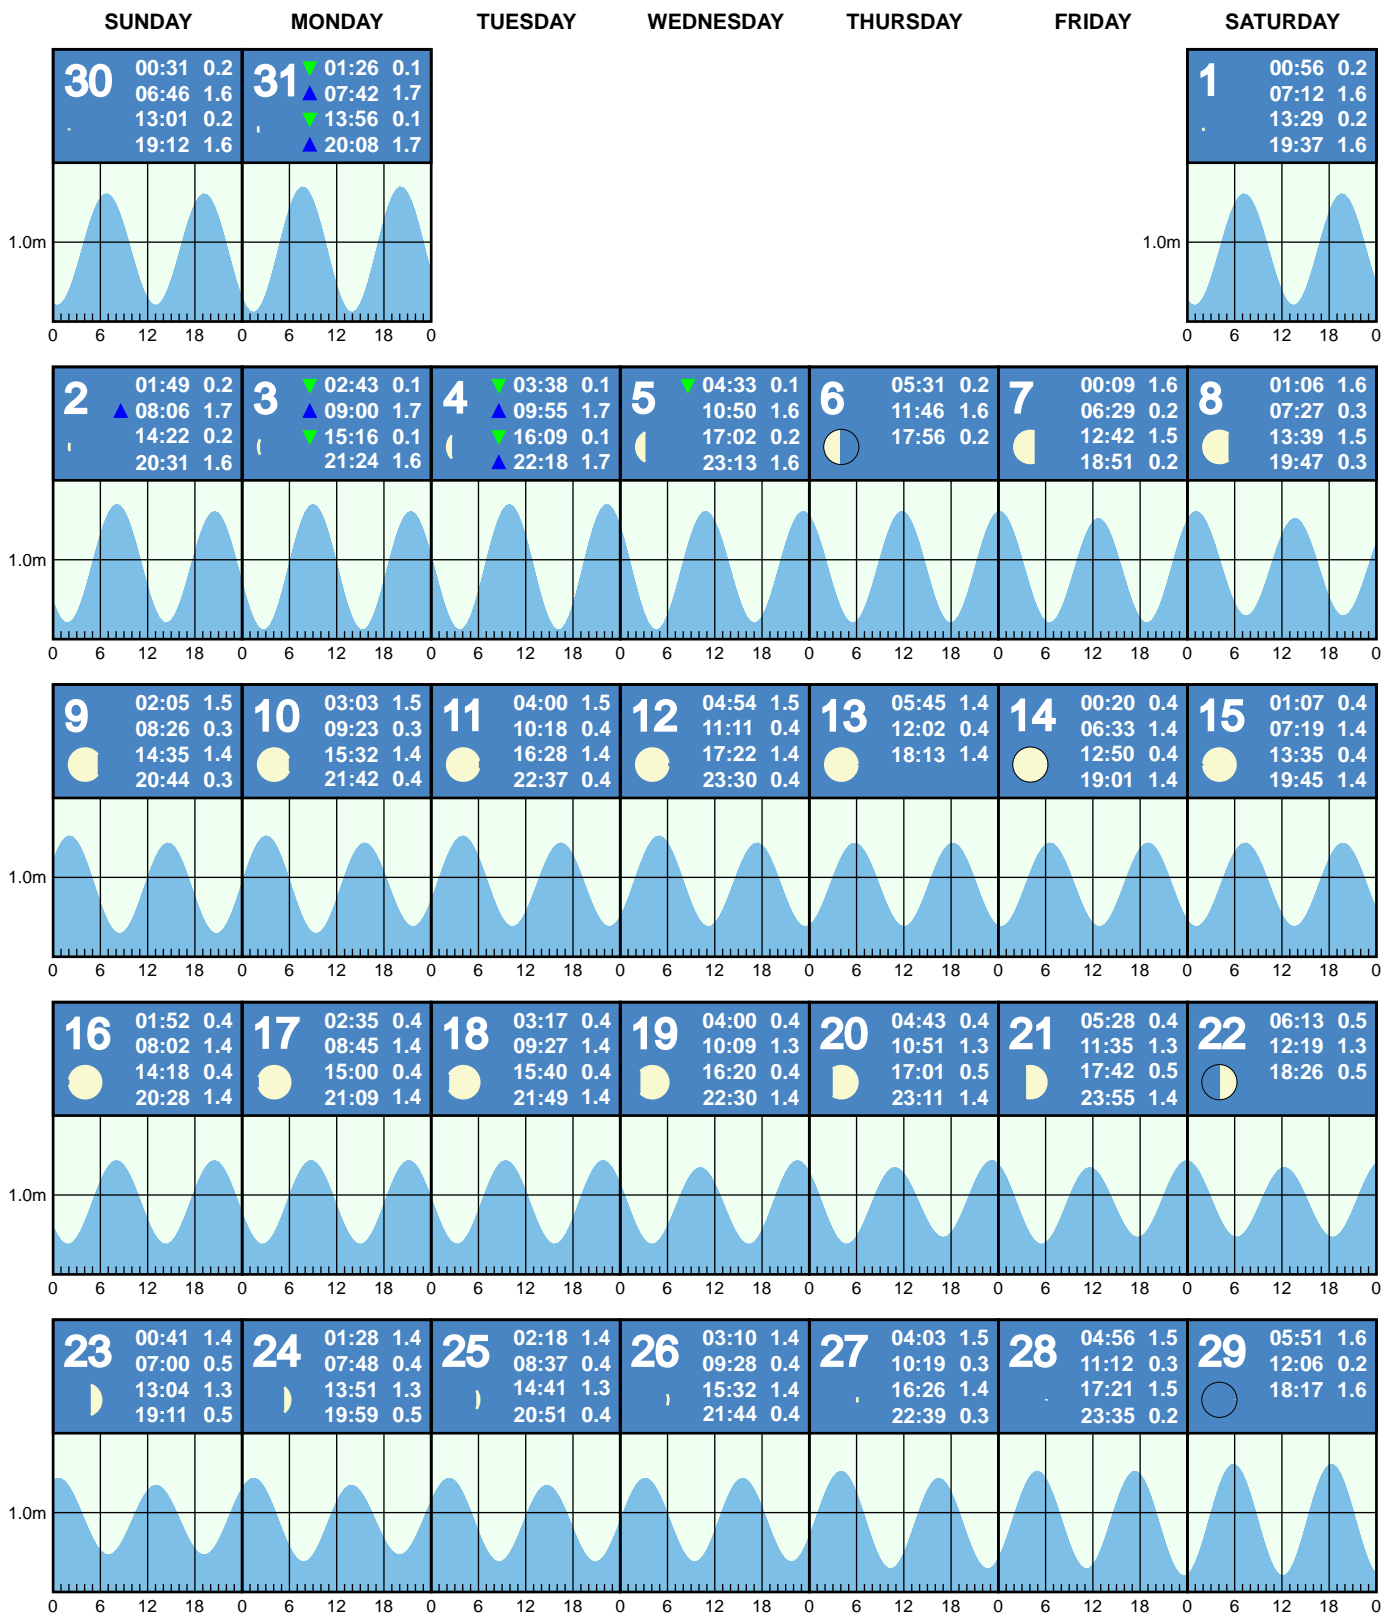 SUNDAY MONDAY TUESDAY WEDNESDAY THURSDAY FRIDAY SATURDAY
30 00:31 0.2
06:46 1.6
13:01 0.2
19:12 1.6
31 01:26 0.1
07:42 1.7
13:56 0.1
20:08 1.7
1 00:56 0.2
07:12 1.6
13:29 0.2
19:37 1.6
1.0m 1.0m
0 6 12 18 0 6 12 18 0 0 6 12 18 0
2 01:49 0.2
08:06 1.7
14:22 0.2
20:31 1.6
3 02:43 0.1
09:00 1.7
15:16 0.1
21:24 1.6
4 03:38 0.1
09:55 1.7
16:09 0.1
22:18 1.7
5 04:33 0.1
10:50 1.6
17:02 0.2
23:13 1.6
6 05:31 0.2
11:46 1.6
17:56 0.2
7 00:09 1.6
06:29 0.2
12:42 1.5
18:51 0.2
8 01:06 1.6
07:27 0.3
13:39 1.5
19:47 0.3
1.0m
0 6 12 18 0 6 12 18 0 6 12 18 0 6 12 18 0 6 12 18 0 6 12 18 0 6 12 18 0
9 02:05 1.5
08:26 0.3
14:35 1.4
20:44 0.3
10 03:03 1.5
09:23 0.3
15:32 1.4
21:42 0.4
11 04:00 1.5
10:18 0.4
16:28 1.4
22:37 0.4
12 04:54 1.5
11:11 0.4
17:22 1.4
23:30 0.4
13 05:45 1.4
12:02 0.4
18:13 1.4
14 00:20 0.4
06:33 1.4
12:50 0.4
19:01 1.4
15 01:07 0.4
07:19 1.4
13:35 0.4
19:45 1.4
1.0m
0 6 12 18 0 6 12 18 0 6 12 18 0 6 12 18 0 6 12 18 0 6 12 18 0 6 12 18 0
16 01:52 0.4
08:02 1.4
14:18 0.4
20:28 1.4
17 02:35 0.4
08:45 1.4
15:00 0.4
21:09 1.4
18 03:17 0.4
09:27 1.4
15:40 0.4
21:49 1.4
19 04:00 0.4
10:09 1.3
16:20 0.4
22:30 1.4
20 04:43 0.4
10:51 1.3
17:01 0.5
23:11 1.4
21 05:28 0.4
11:35 1.3
17:42 0.5
23:55 1.4
22 06:13 0.5
12:19 1.3
18:26 0.5
1.0m
0 6 12 18 0 6 12 18 0 6 12 18 0 6 12 18 0 6 12 18 0 6 12 18 0 6 12 18 0
23 00:41 1.4
07:00 0.5
13:04 1.3
19:11 0.5
24 01:28 1.4
07:48 0.4
13:51 1.3
19:59 0.5
25 02:18 1.4
08:37 0.4
14:41 1.3
20:51 0.4
26 03:10 1.4
09:28 0.4
15:32 1.4
21:44 0.4
27 04:03 1.5
10:19 0.3
16:26 1.4
22:39 0.3
28 04:56 1.5
11:12 0.3
17:21 1.5
23:35 0.2
29 05:51 1.6
12:06 0.2
18:17 1.6
1.0m
0 6 12 18 0 6 12 18 0 6 12 18 0 6 12 18 0 6 12 18 0 6 12 18 0 6 12 18 0